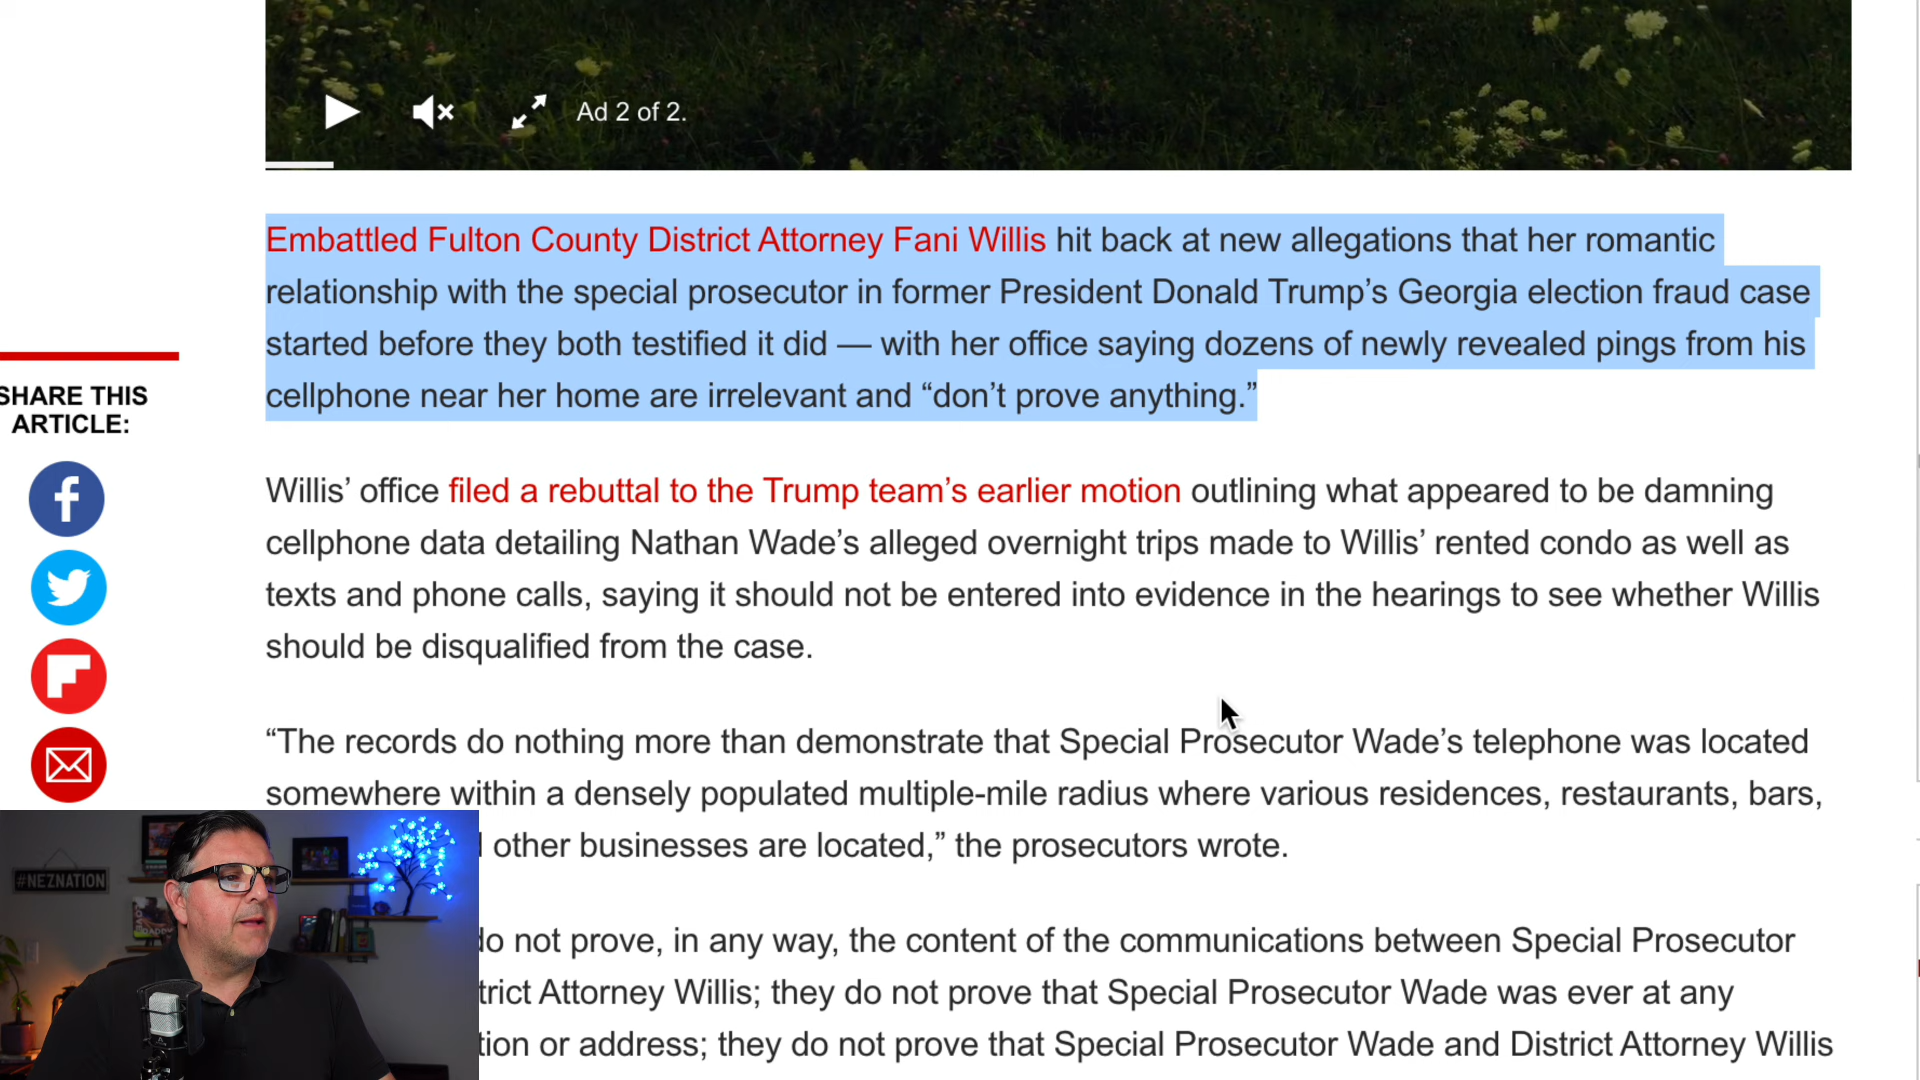 Ad 2 of 2.
Embattled Fulton County District Attorney Fani Willis hit back at new allegations that her romantic
relationship with the special prosecutor in former President Donald Trump’s Georgia election fraud case
started before they both testified it did — with her office saying dozens of newly revealed pings from his
cellphone near her home are irrelevant and “don’t prove anything.”
SHARE THIS
ARTICLE:
Willis’ office filed a rebuttal to the Trump team’s earlier motion outlining what appeared to be damning
cellphone data detailing Nathan Wade’s alleged overnight trips made to Willis’ rented condo as well as
texts and phone calls, saying it should not be entered into evidence in the hearings to see whether Willis
should be disqualified from the case.
“The records do nothing more than demonstrate that Special Prosecutor Wade’s telephone was located
somewhere within a densely populated multiple-mile radius where various residences, restaurants, bars,
other businesses are located,” the prosecutors wrote.
do not prove, in any way, the content of the communications between Special Prosecutor
trict Attorney Willis; they do not prove that Special Prosecutor Wade was ever at any
tion or address; they do not prove that Special Prosecutor Wade and District Attorney Willis
#NEZNATION